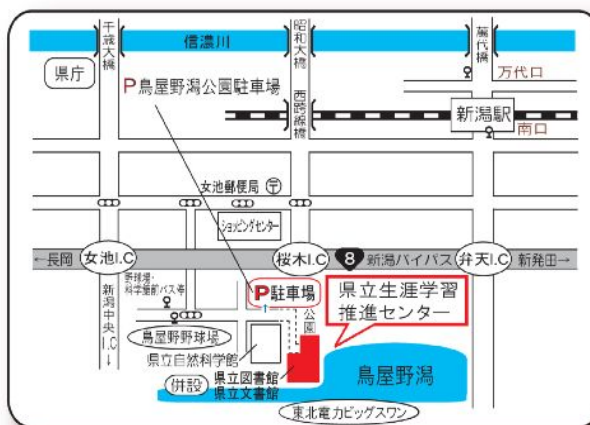 千歳大橋
信濃川
昭和大橋
萬代橋
県庁
万代口
P鳥屋野潟公園駐車場
西跨線橋
新潟駅
南口
女池郵便局
ショッピングセンター
←長岡
女池I.C
桜木I.C
8
新潟バイパス
弁天I.C
新発田→
新潟中央I.C↓
野球場・
科学館前バス停
P駐車場
公園
県立生涯学習
推進センター
鳥屋野野球場
県立自然科学館
鳥屋野潟
併設
県立図書館
県立文書館
東北電力ビッグスワン